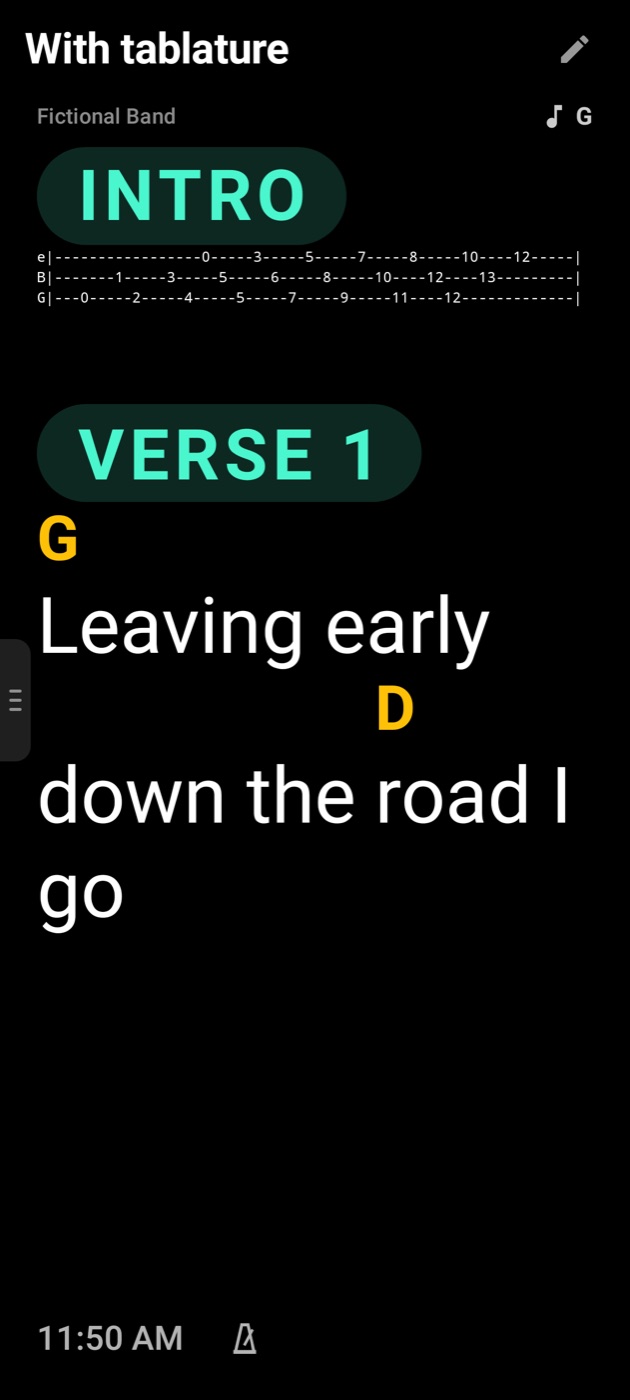 With tablature
Fictional Band
G
INTRO
e|-----------------0-----3-----5-----7-----8-----10----12-----|
B|-------1-----3-----5-----6-----8-----10----12----13---------|
G|---0-----2-----4-----5-----7-----9-----11----12-------------|
VERSE 1
G
Leaving early
D
down the road I
go
11:50 AM